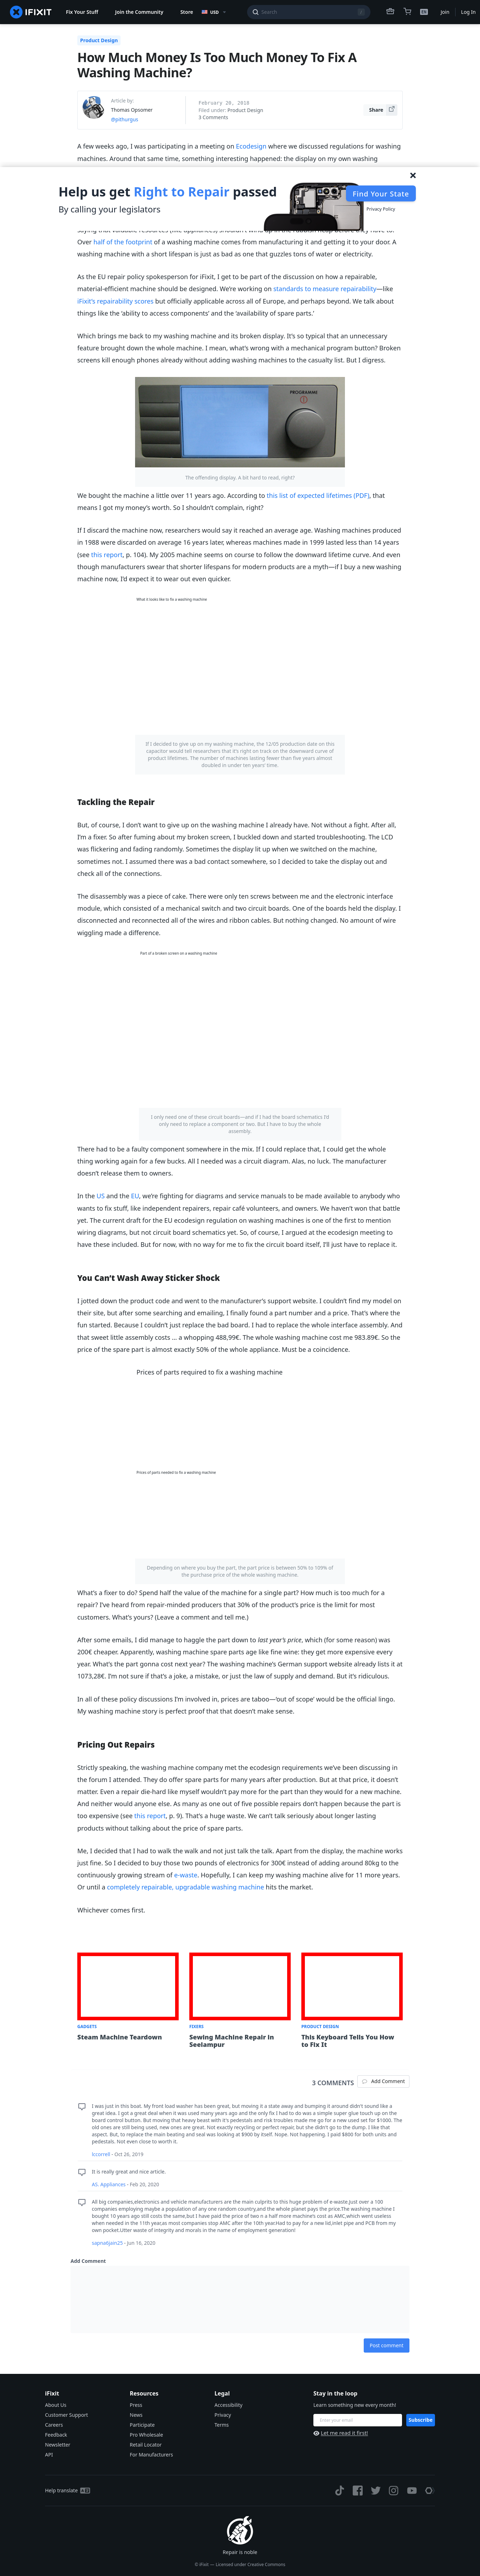 IFIXIT
Fix Your Stuff
Join the Community
Store
USD
Search
EN
Join
Log In
Product Design
How Much Money Is Too Much Money To Fix A
Washing Machine?
Article by:
Thomas Opsomer
@pithurgus
February 20, 2018
Filed under: Product Design
3 Comments
Share
A few weeks ago, I was participating in a meeting on Ecodesign where we discussed regulations for washing
machines. Around that same time, something interesting happened: the display on my own washing
Help us get Right to Repair passed
By calling your legislators
Find Your State
Privacy Policy
Over half of the footprint of a washing machine comes from manufacturing it and getting it to your door. A
washing machine with a short lifespan is just as bad as one that guzzles tons of water or electricity.
As the EU repair policy spokesperson for iFixit, I get to be part of the discussion on how a repairable,
material-efficient machine should be designed. We're working on standards to measure repairability—like
iFixit's repairability scores but officially applicable across all of Europe, and perhaps beyond. We talk about
things like the 'ability to access components' and the 'availability of spare parts.'
Which brings me back to my washing machine and its broken display. It's so typical that an unnecessary
feature brought down the whole machine. I mean, what's wrong with a mechanical program button? Broken
screens kill enough phones already without adding washing machines to the casualty list. But I digress.
PROGRAMME
The offending display. A bit hard to read, right?
We bought the machine a little over 11 years ago. According to this list of expected lifetimes (PDF), that
means I got my money's worth. So I shouldn't complain, right?
If I discard the machine now, researchers would say it reached an average age. Washing machines produced
in 1988 were discarded on average 16 years later, whereas machines made in 1999 lasted less than 14 years
(see this report, p. 104). My 2005 machine seems on course to follow the downward lifetime curve. And even
though manufacturers swear that shorter lifespans for modern products are a myth—if I buy a new washing
machine now, I'd expect it to wear out even quicker.
What it looks like to fix a washing machine
If I decided to give up on my washing machine, the 12/05 production date on this
capacitor would tell researchers that it's right on track on the downward curve of
product lifetimes. The number of machines lasting fewer than five years almost
doubled in under ten years' time.
Tackling the Repair
But, of course, I don't want to give up on the washing machine I already have. Not without a fight. After all,
I'm a fixer. So after fuming about my broken screen, I buckled down and started troubleshooting. The LCD
was flickering and fading randomly. Sometimes the display lit up when we switched on the machine,
sometimes not. I assumed there was a bad contact somewhere, so I decided to take the display out and
check all of the connections.
The disassembly was a piece of cake. There were only ten screws between me and the electronic interface
module, which consisted of a mechanical switch and two circuit boards. One of the boards held the display. I
disconnected and reconnected all of the wires and ribbon cables. But nothing changed. No amount of wire
wiggling made a difference.
Part of a broken screen on a washing machine
I only need one of these circuit boards—and if I had the board schematics I'd
only need to replace a component or two. But I have to buy the whole
assembly.
There had to be a faulty component somewhere in the mix. If I could replace that, I could get the whole
thing working again for a few bucks. All I needed was a circuit diagram. Alas, no luck. The manufacturer
doesn't release them to owners.
In the US and the EU, we're fighting for diagrams and service manuals to be made available to anybody who
wants to fix stuff, like independent repairers, repair café volunteers, and owners. We haven't won that battle
yet. The current draft for the EU ecodesign regulation on washing machines is one of the first to mention
wiring diagrams, but not circuit board schematics yet. So, of course, I argued at the ecodesign meeting to
have these included. But for now, with no way for me to fix the circuit board itself, I'll just have to replace it.
You Can't Wash Away Sticker Shock
I jotted down the product code and went to the manufacturer's support website. I couldn't find my model on
their site, but after some searching and emailing, I finally found a part number and a price. That's where the
fun started. Because I couldn't just replace the bad board. I had to replace the whole interface assembly. And
that sweet little assembly costs … a whopping 488,99€. The whole washing machine cost me 983.89€. So the
price of the spare part is almost exactly 50% of the whole appliance. Must be a coincidence.
Prices of parts required to fix a washing machine
Prices of parts needed to fix a washing machine
Depending on where you buy the part, the part price is between 50% to 109% of
the purchase price of the whole washing machine.
What's a fixer to do? Spend half the value of the machine for a single part? How much is too much for a
repair? I've heard from repair-minded producers that 30% of the product's price is the limit for most
customers. What's yours? (Leave a comment and tell me.)
After some emails, I did manage to haggle the part down to last year's price, which (for some reason) was
200€ cheaper. Apparently, washing machine spare parts age like fine wine: they get more expensive every
year. What's the part gonna cost next year? The washing machine's German support website already lists it at
1073,28€. I'm not sure if that's a joke, a mistake, or just the law of supply and demand. But it's ridiculous.
In all of these policy discussions I'm involved in, prices are taboo—'out of scope' would be the official lingo.
My washing machine story is perfect proof that that doesn't make sense.
Pricing Out Repairs
Strictly speaking, the washing machine company met the ecodesign requirements we've been discussing in
the forum I attended. They do offer spare parts for many years after production. But at that price, it doesn't
matter. Even a repair die-hard like myself wouldn't pay more for the part than they would for a new machine.
And neither would anyone else. As many as one out of five possible repairs don't happen because the part is
too expensive (see this report, p. 9). That's a huge waste. We can't talk seriously about longer lasting
products without talking about the price of spare parts.
Me, I decided that I had to walk the walk and not just talk the talk. Apart from the display, the machine works
just fine. So I decided to buy those two pounds of electronics for 300€ instead of adding around 80kg to the
continuously growing stream of e-waste. Hopefully, I can keep my washing machine alive for 11 more years.
Or until a completely repairable, upgradable washing machine hits the market.
Whichever comes first.
GADGETS
Steam Machine Teardown
FIXERS
Sewing Machine Repair in
Seelampur
PRODUCT DESIGN
This Keyboard Tells You How
to Fix It
3 COMMENTS
Add Comment
I was just in this boat. My front load washer has been great, but moving it a state away and bumping it around didn't sound like a
great idea. I got a great deal when it was used many years ago and the only fix I had to do was a simple super glue touch up on the
board control button. But moving that heavy beast with it's pedestals and risk troubles made me go for a new used set for $1000. The
old ones are still being used, new ones are great. Not exactly recycling or perfect repair, but she didn't go to the dump. I like that
aspect. But, to replace the main beating and seal was looking at $900 by itself. Nope. Not happening. I paid $800 for both units and
pedestals. Not even close to worth it.
lccorrell - Oct 20, 2019
It is really great and nice article.
AS. Appliances - Feb 20, 2020
All big companies,electronics and vehicle manufacturers are the main culprits to this huge problem of e-waste.Just over a 100
companies employing maybe a population of any one random country,and the whole planet pays the price.The washing machine I
bought 10 years ago still costs the same,but I have paid the price of two n a half more machine's cost as AMC,which went useless
when needed in the 11th year,as most companies stop AMC after the 10th year.Had to pay for a new lid,inlet pipe and PCB from my
own pocket.Utter waste of integrity and morals in the name of employment generation!
sapna6jain25 - Jun 16, 2020
Add Comment
Post comment
iFixit
About Us
Customer Support
Careers
Feedback
Newsletter
API
Resources
Press
News
Participate
Pro Wholesale
Retail Locator
For Manufacturers
Legal
Accessibility
Privacy
Terms
Stay in the loop
Learn something new every month!
Enter your email
Subscribe
Let me read it first!
Help translate
Repair is noble
© iFixit — Licensed under Creative Commons